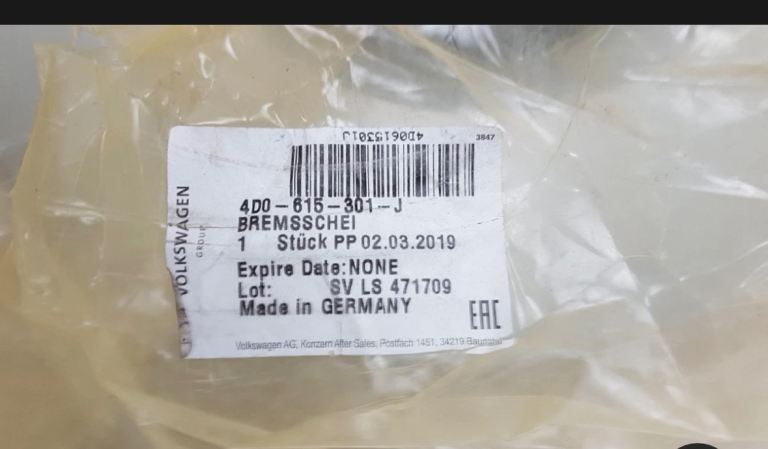 4D0615301J
3847
4D0-615-301-J
BREMSSCHEI
1 Stück PP 02.03.2019
Expire Date:NONE
Lot: SV LS 471709
Made in GERMANY
EAC
Volkswagen AG, Konzern After Sales, Postfach 1451, 34219 Baunatal
VOLKSWAGEN
GROUP